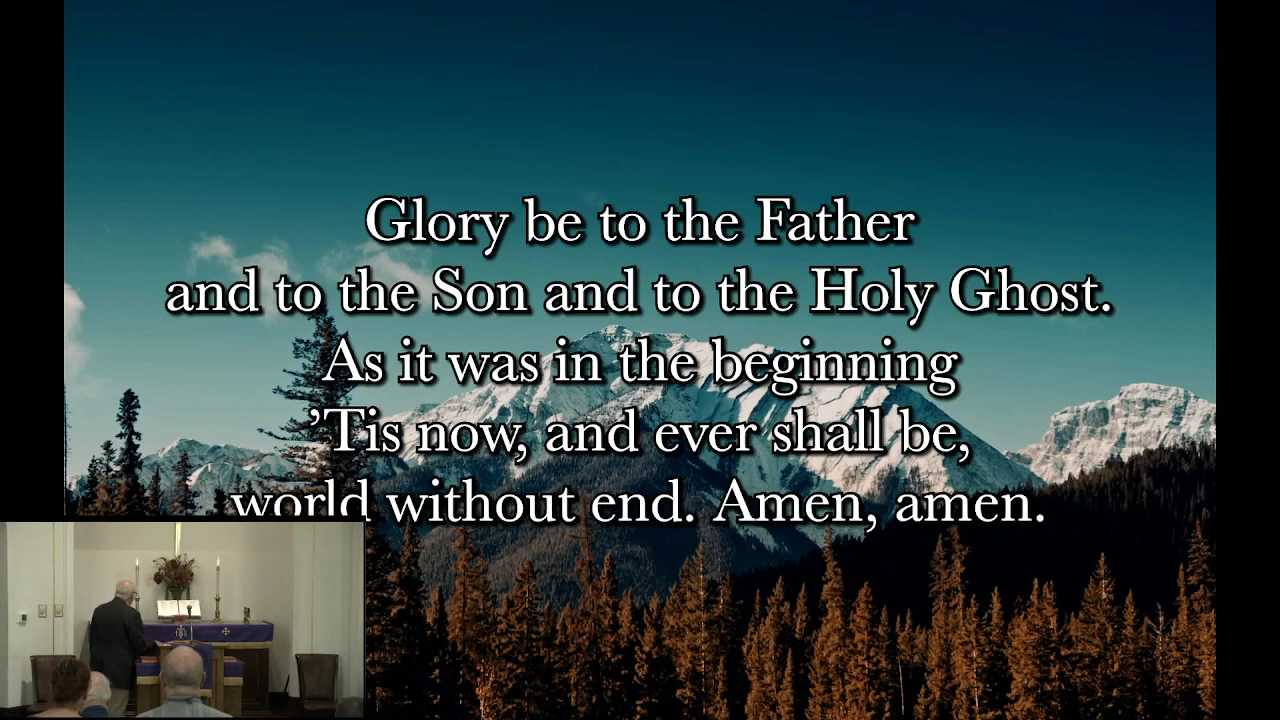 Glory be to the Father
and to the Son and to the Holy Ghost.
As it was in the beginning
’Tis now, and ever shall be,
world without end. Amen, amen.